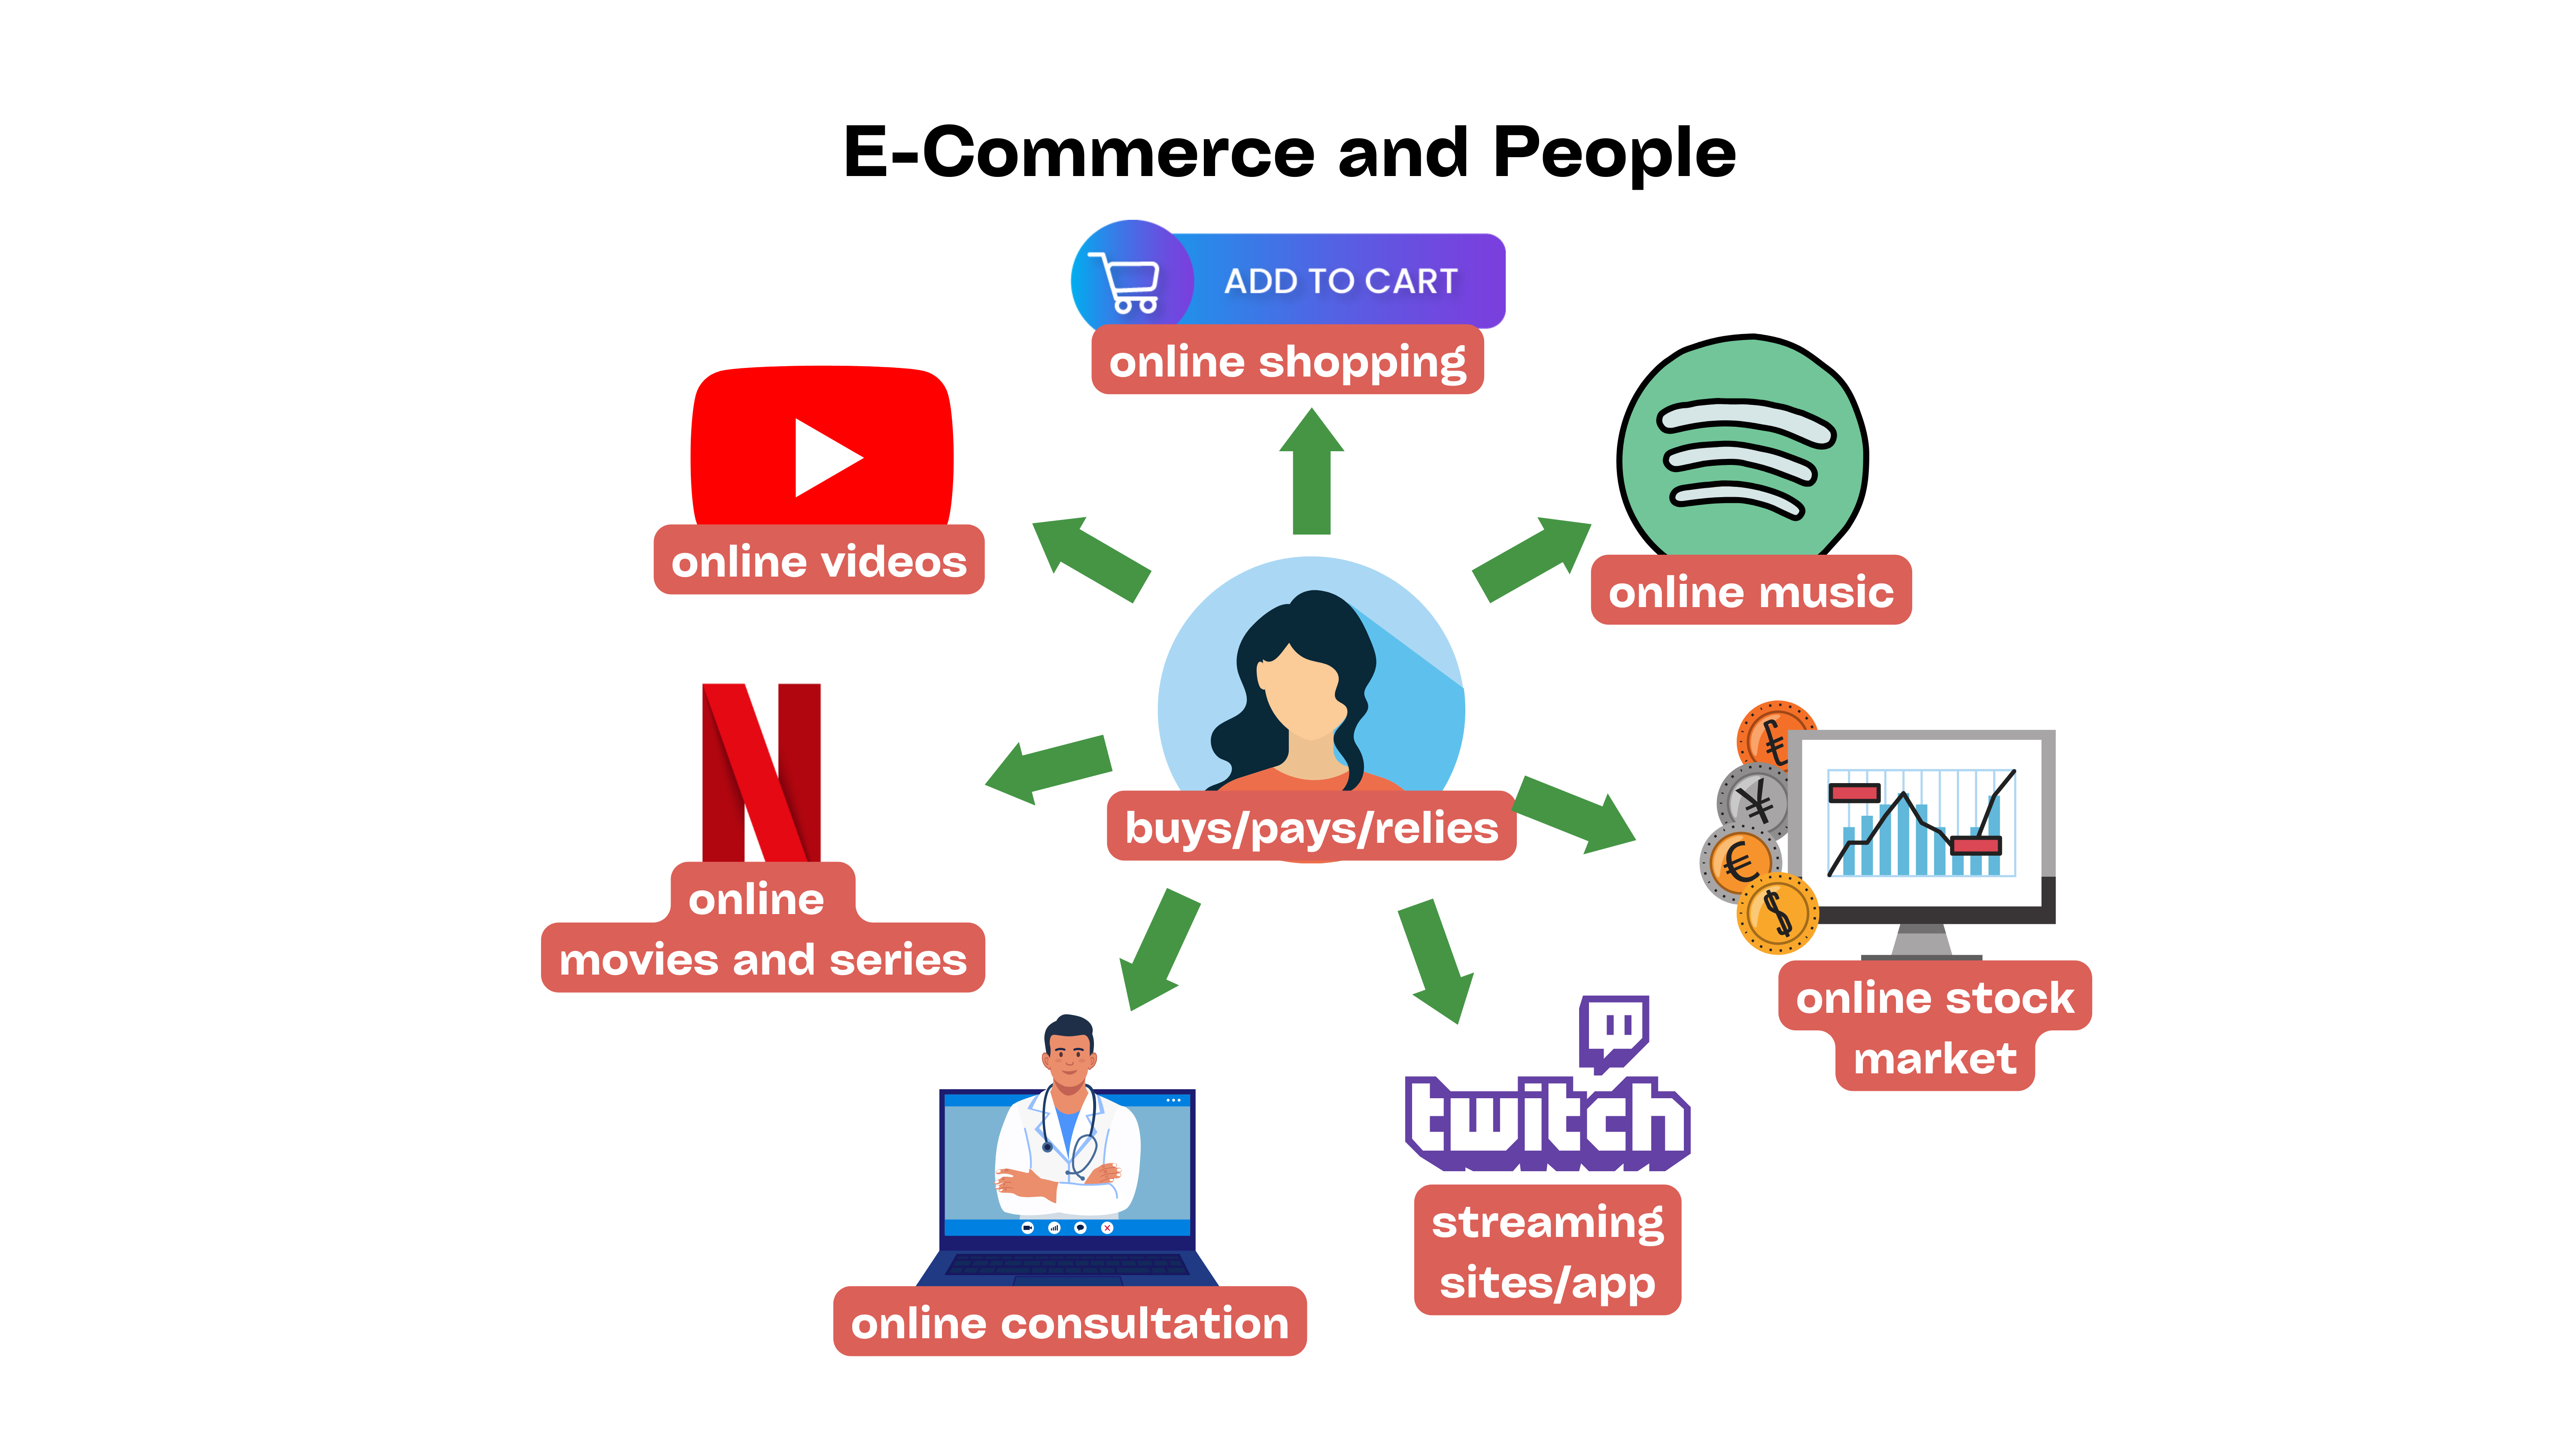 E-Commerce and People
ADD TO CART
online shopping
online videos
online music
buys/pays/relies
online
movies and series
online stock
market
twitch
streaming
sites/app
online consultation